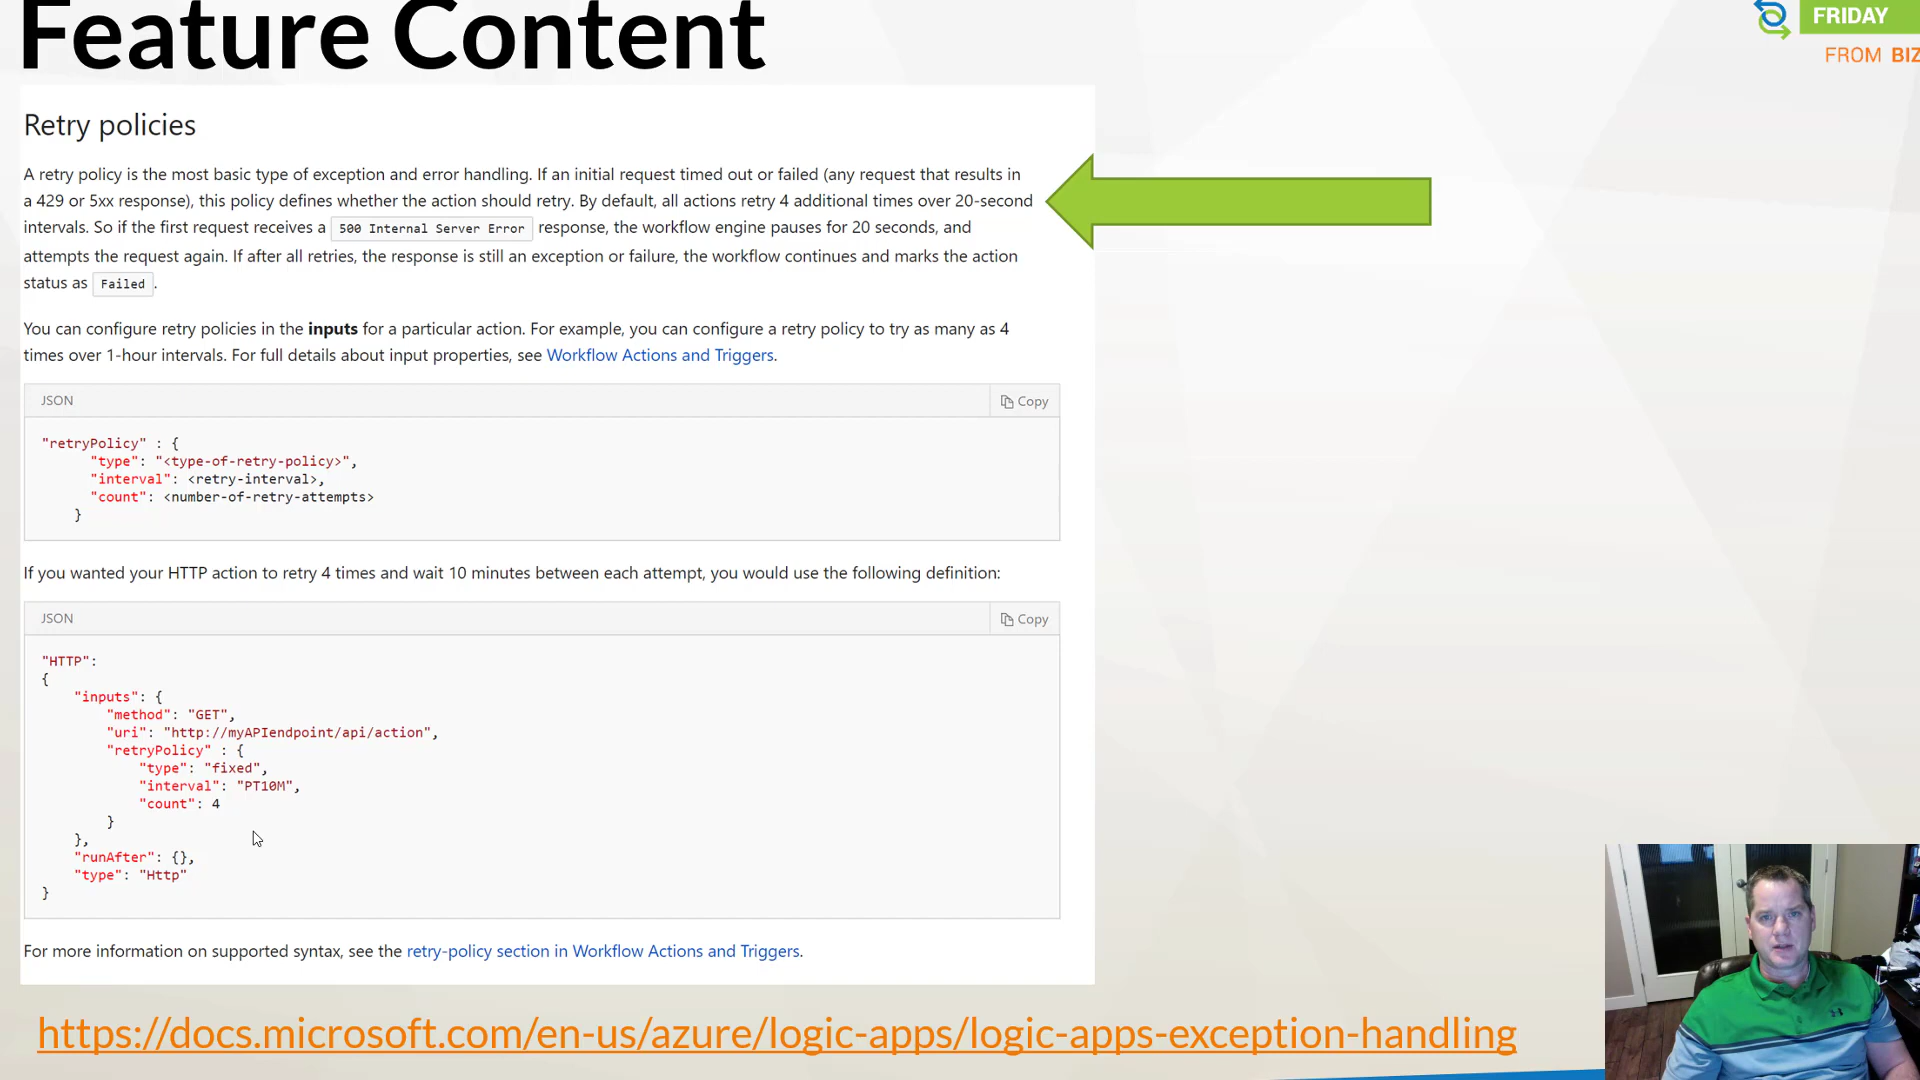 Feature Content
FRIDAY
FROM BIZ
Retry policies
A retry policy is the most basic type of exception and error handling. If an initial request timed out or failed (any request that results in
a 429 or 5xx response), this policy defines whether the action should retry. By default, all actions retry 4 additional times over 20-second
intervals. So if the first request receives a 500 Internal Server Error response, the workflow engine pauses for 20 seconds, and
attempts the request again. If after all retries, the response is still an exception or failure, the workflow continues and marks the action
status as Failed.
You can configure retry policies in the inputs for a particular action. For example, you can configure a retry policy to try as many as 4
times over 1-hour intervals. For full details about input properties, see Workflow Actions and Triggers.
JSON Copy
"retryPolicy" : {
"type": "<type-of-retry-policy>",
"interval": <retry-interval>,
"count": <number-of-retry-attempts>
}
If you wanted your HTTP action to retry 4 times and wait 10 minutes between each attempt, you would use the following definition:
JSON Copy
"HTTP":
{
"inputs": {
"method": "GET",
"uri": "http://myAPIendpoint/api/action",
"retryPolicy" : {
"type": "fixed",
"interval": "PT10M",
"count": 4
}
},
"runAfter": {},
"type": "Http"
}
For more information on supported syntax, see the retry-policy section in Workflow Actions and Triggers.
https://docs.microsoft.com/en-us/azure/logic-apps/logic-apps-exception-handling